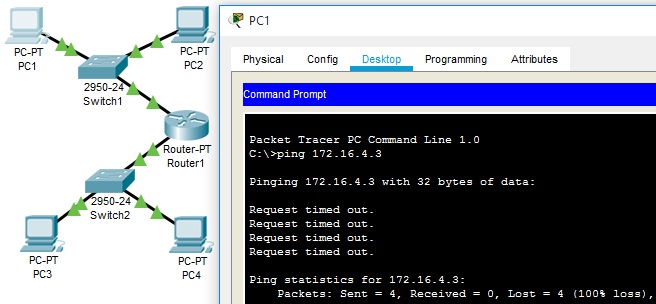 PC-PT
PC1
PC-PT
PC2
2950-24
Switch1
Router-PT
Router1
2950-24
Switch2
PC-PT
PC3
PC-PT
PC4
PC1
Physical Config Desktop Programming Attributes
Command Prompt
Packet Tracer PC Command Line 1.0
C:\>ping 172.16.4.3
Pinging 172.16.4.3 with 32 bytes of data:
Request timed out.
Request timed out.
Request timed out.
Request timed out.
Ping statistics for 172.16.4.3:
Packets: Sent = 4, Received = 0, Lost = 4 (100% loss),